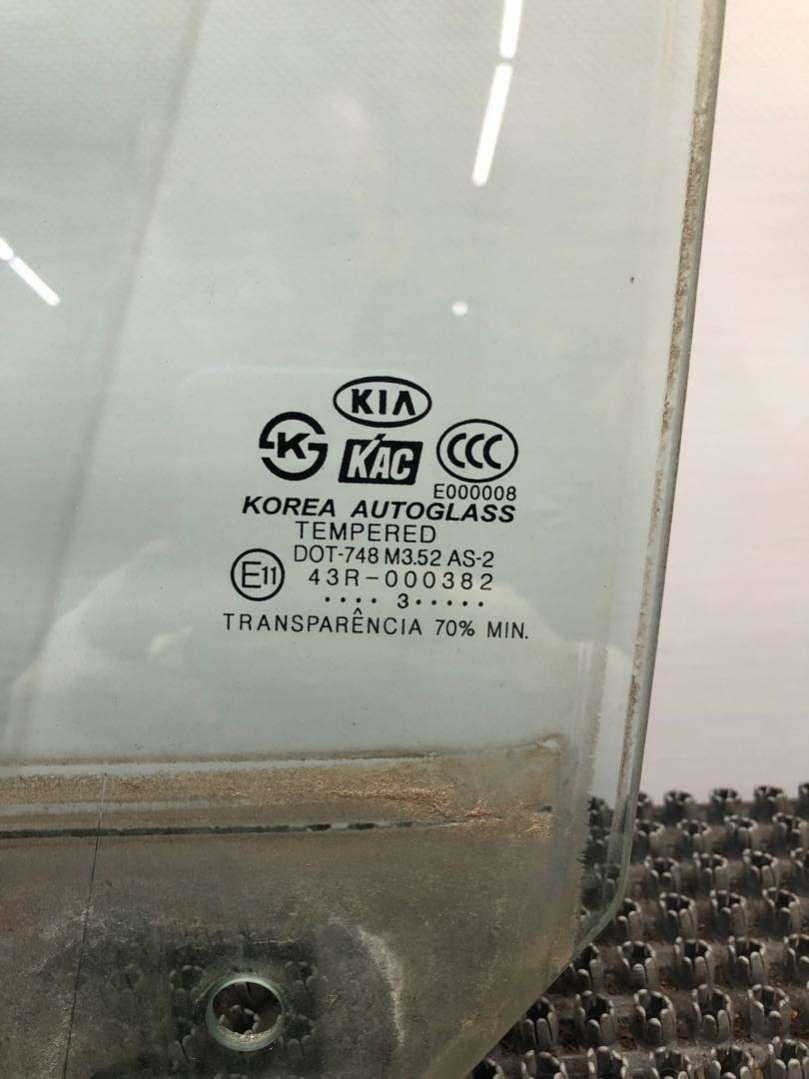 KIA
K
KAC
CCC
E000008
KOREA AUTOGLASS
TEMPERED
DOT-748 M3.52 AS-2
E11
43R-000382
···· 3·····
TRANSPARÊNCIA 70% MIN.